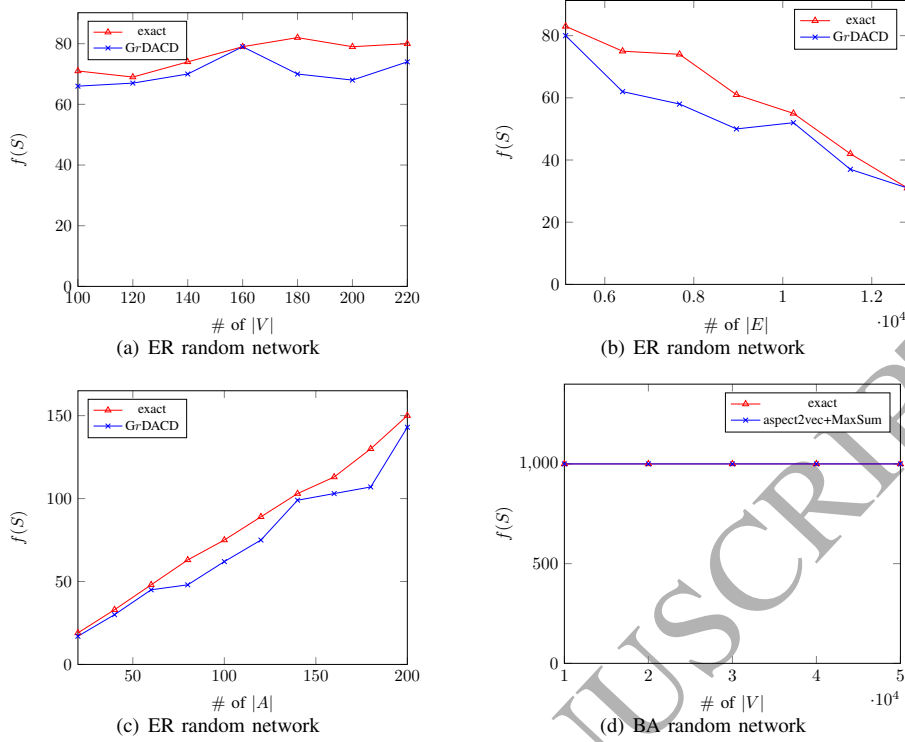 exact
GrDACD
80
60
40
20
0
f(S)
100 120 140 160 180 200 220
# of |V|
(a) ER random network
exact
GrDACD
80
60
40
20
0
f(S)
0.6 0.8 1 1.2
·10⁴
# of |E|
(b) ER random network
exact
GrDACD
150
100
50
0
f(S)
50 100 150 200
# of |A|
(c) ER random network
exact
aspect2vec+MaxSum
1,000
500
0
f(S)
1 2 3 4 5
·10⁴
# of |V|
(d) BA random network
USCRIP